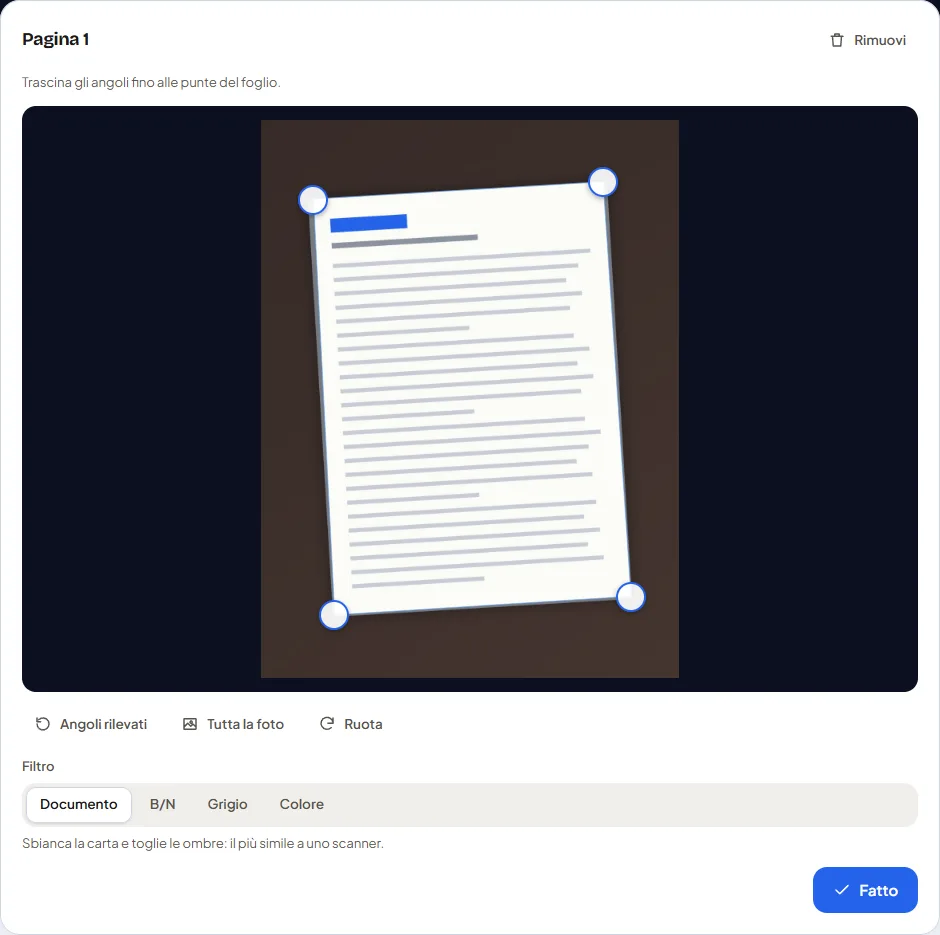 Pagina 1
Rimuovi
Trascina gli angoli fino alle punte del foglio.
Angoli rilevati
Tutta la foto
Ruota
Filtro
Documento
B/N
Grigio
Colore
Sbianca la carta e toglie le ombre: il più simile a uno scanner.
Fatto